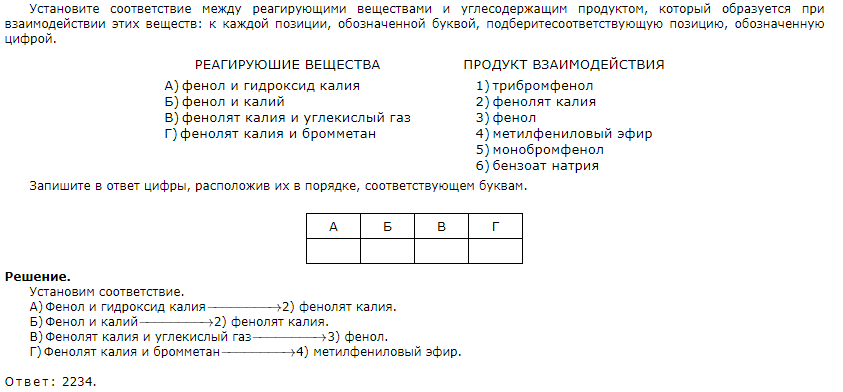 Установите соответствие между реагирующими веществами и углесодержащим продуктом, который образуется при
взаимодействии этих веществ: к каждой позиции, обозначенной буквой, подберитесоответствующую позицию, обозначенную
цифрой.
РЕАГИРУЮШИЕ ВЕЩЕСТВА
ПРОДУКТ ВЗАИМОДЕЙСТВИЯ
А) фенол и гидроксид калия
Б) фенол и калий
В) фенолят калия и углекислый газ
Г) фенолят калия и бромметан
1) трибромфенол
2) фенолят калия
3) фенол
4) метилфениловый эфир
5) монобромфенол
6) бензоат натрия
Запишите в ответ цифры, расположив их в порядке, соответствующем буквам.
А Б В Г
Решение.
Установим соответствие.
А) Фенол и гидроксид калия ⟶ 2) фенолят калия.
Б) Фенол и калий ⟶ 2) фенолят калия.
В) Фенолят калия и углекислый газ ⟶ 3) фенол.
Г) Фенолят калия и бромметан ⟶ 4) метилфениловый эфир.
Ответ: 2234.